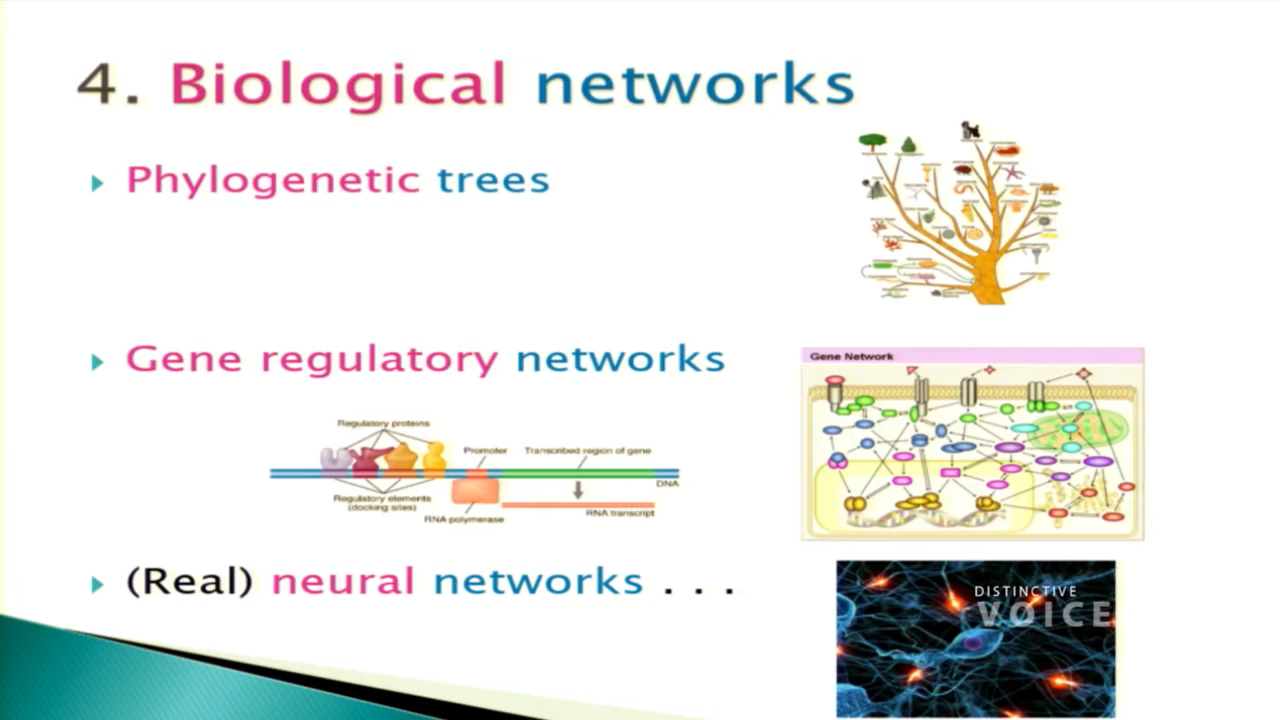 4. Biological networks
Phylogenetic trees
Gene regulatory networks
Gene Network
Regulatory proteins
Promoter
Transcribed region of gene
DNA
Regulatory elements
(docking sites)
RNA polymerase
RNA transcript
(Real) neural networks . . .
DISTINCTIVE
VOICE